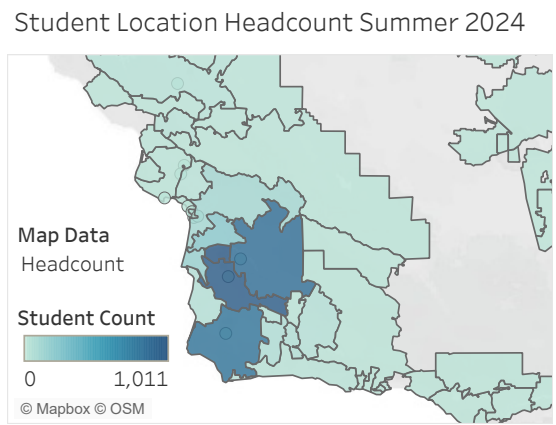 Student Location Headcount Summer 2024
Map Data
Headcount
Student Count
0 1,011
© Mapbox © OSM